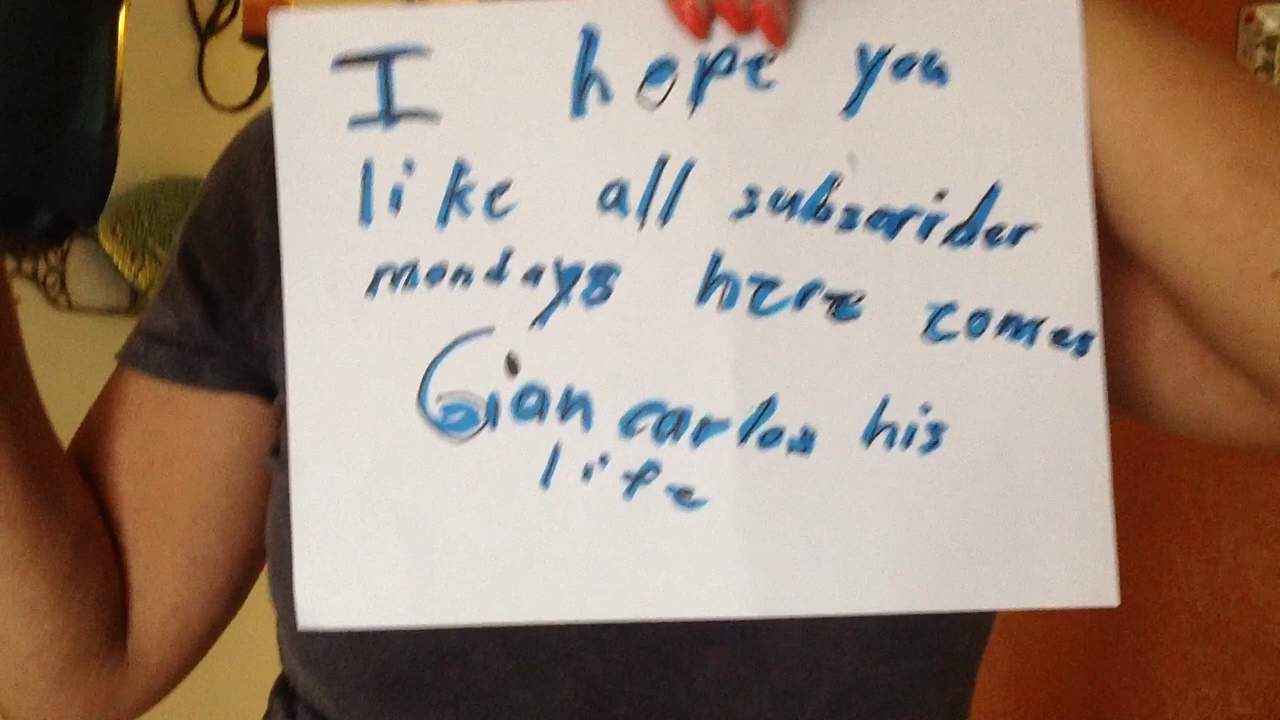 I hope you
like all subscrider
mondays here comes
Gian carlos his
life